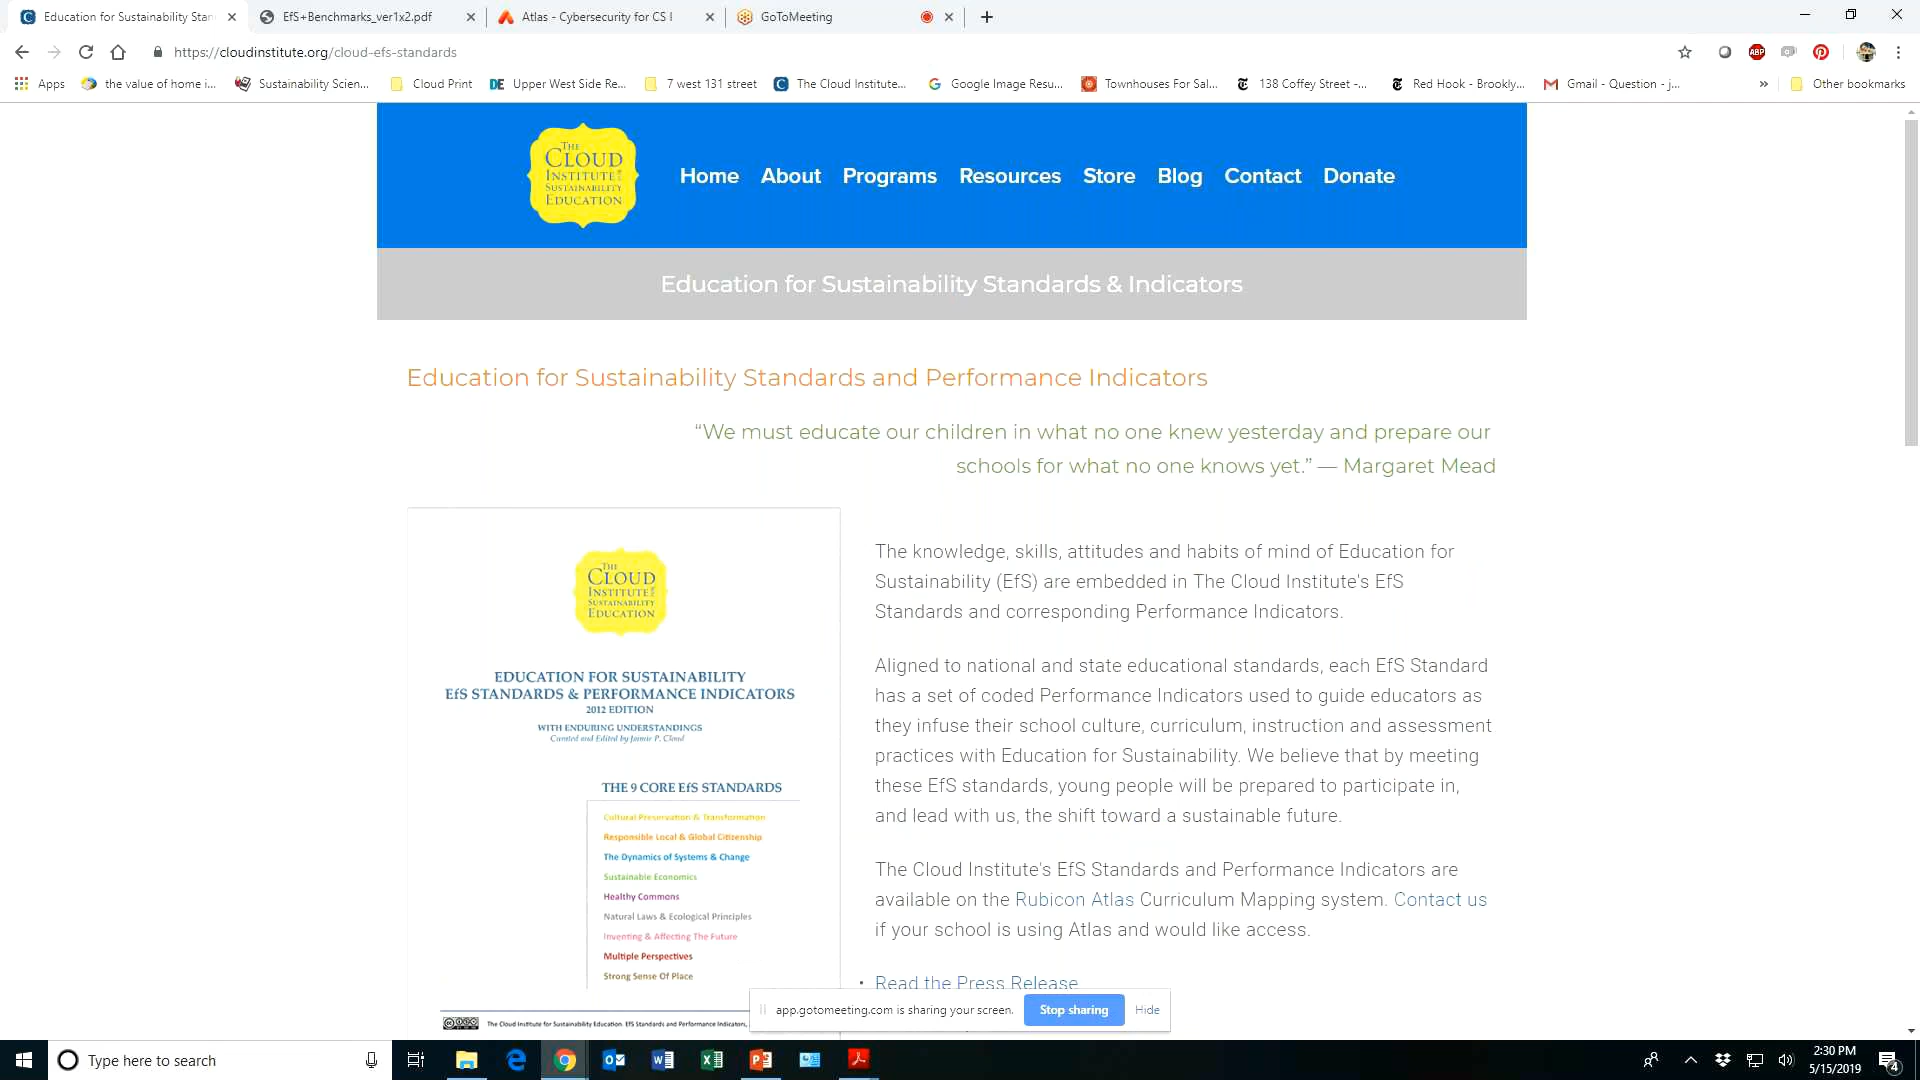 Education for Sustainability Stan
EfS+Benchmarks_ver1x2.pdf
Atlas - Cybersecurity for CS I
GoToMeeting
https://cloudinstitute.org/cloud-efs-standards
ABP
Apps
the value of home i...
Sustainability Scien...
Cloud Print
DE Upper West Side Re...
7 west 131 street
The Cloud Institute...
Google Image Resu...
Townhouses For Sal...
138 Coffey Street -...
Red Hook - Brookly...
Gmail - Question - j...
»
Other bookmarks
THE
CLOUD
INSTITUTE
SUSTAINABILITY
EDUCATION
Home About Programs Resources Store Blog Contact Donate
Education for Sustainability Standards & Indicators
Education for Sustainability Standards and Performance Indicators
“We must educate our children in what no one knew yesterday and prepare our
schools for what no one knows yet.” — Margaret Mead
THE
CLOUD
INSTITUTE
SUSTAINABILITY
EDUCATION
EDUCATION FOR SUSTAINABILITY
EfS STANDARDS & PERFORMANCE INDICATORS
2012 EDITION
WITH ENDURING UNDERSTANDINGS
Curated and Edited by Jaimie P. Cloud
THE 9 CORE EfS STANDARDS
Cultural Preservation & Transformation
Responsible Local & Global Citizenship
The Dynamics of Systems & Change
Sustainable Economics
Healthy Commons
Natural Laws & Ecological Principles
Inventing & Affecting The Future
Multiple Perspectives
Strong Sense Of Place
The Cloud Institute for Sustainability Education EfS Standards and Performance Indicators,
The knowledge, skills, attitudes and habits of mind of Education for
Sustainability (EfS) are embedded in The Cloud Institute's EfS
Standards and corresponding Performance Indicators.
Aligned to national and state educational standards, each EfS Standard
has a set of coded Performance Indicators used to guide educators as
they infuse their school culture, curriculum, instruction and assessment
practices with Education for Sustainability. We believe that by meeting
these EfS standards, young people will be prepared to participate in,
and lead with us, the shift toward a sustainable future.
The Cloud Institute's EfS Standards and Performance Indicators are
available on the Rubicon Atlas Curriculum Mapping system. Contact us
if your school is using Atlas and would like access.
• Read the Press Release
app.gotomeeting.com is sharing your screen. Stop sharing Hide
Type here to search
2:30 PM
5/15/2019
4